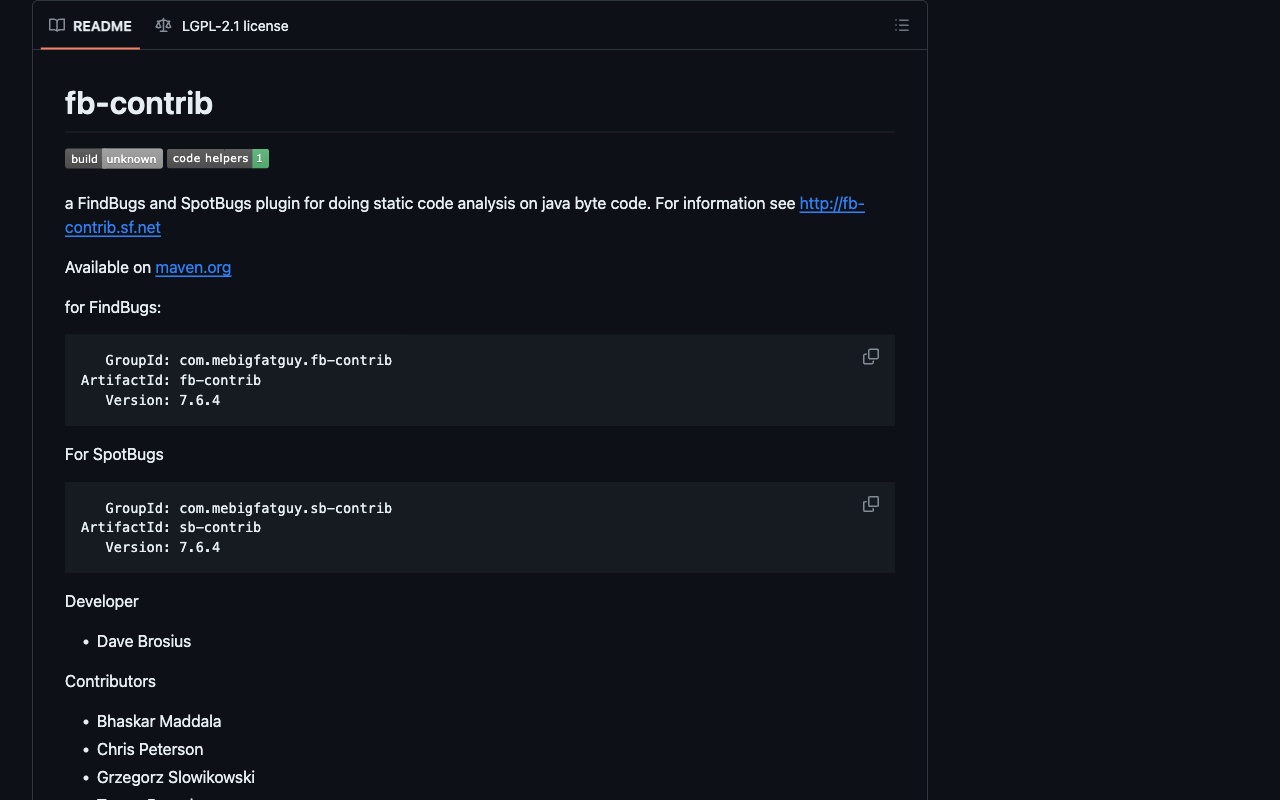 README
LGPL-2.1 license
fb-contrib
build unknown code helpers 1
a FindBugs and SpotBugs plugin for doing static code analysis on java byte code. For information see http://fb-
contrib.sf.net
Available on maven.org
for FindBugs:
GroupId: com.mebigfatguy.fb-contrib
ArtifactId: fb-contrib
Version: 7.6.4
For SpotBugs
GroupId: com.mebigfatguy.sb-contrib
ArtifactId: sb-contrib
Version: 7.6.4
Developer
• Dave Brosius
Contributors
• Bhaskar Maddala
• Chris Peterson
• Grzegorz Slowikowski